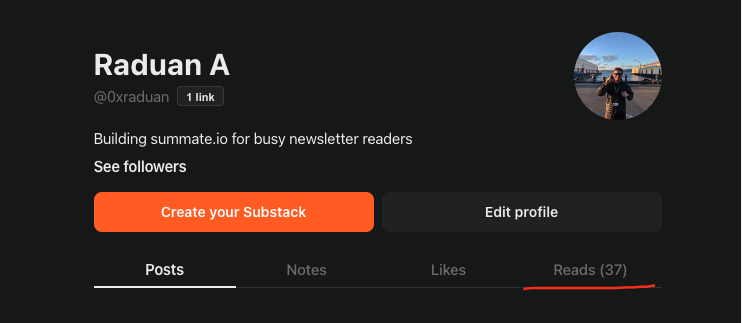 Raduan A
@0xraduan 1 link
Building summate.io for busy newsletter readers
See followers
Create your Substack Edit profile
Posts Notes Likes Reads (37)